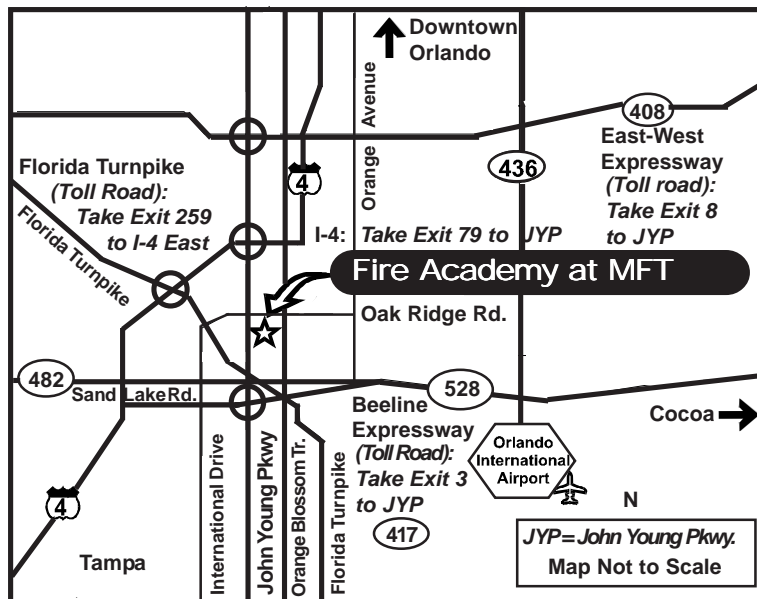 Downtown
Orlando
Orange Avenue
408
East-West
Expressway
(Toll road):
Take Exit 8
to JYP
436
4
Florida Turnpike
(Toll Road):
Take Exit 259
to I-4 East
Florida Turnpike
I-4: Take Exit 79 to JYP
Fire Academy at MFT
Oak Ridge Rd.
482
Sand Lake Rd.
528
Beeline
Expressway
(Toll Road):
Take Exit 3
to JYP
417
Cocoa
Orlando
International
Airport
International Drive
John Young Pkwy
Orange Blossom Tr.
Florida Turnpike
4
Tampa
N
JYP=John Young Pkwy.
Map Not to Scale